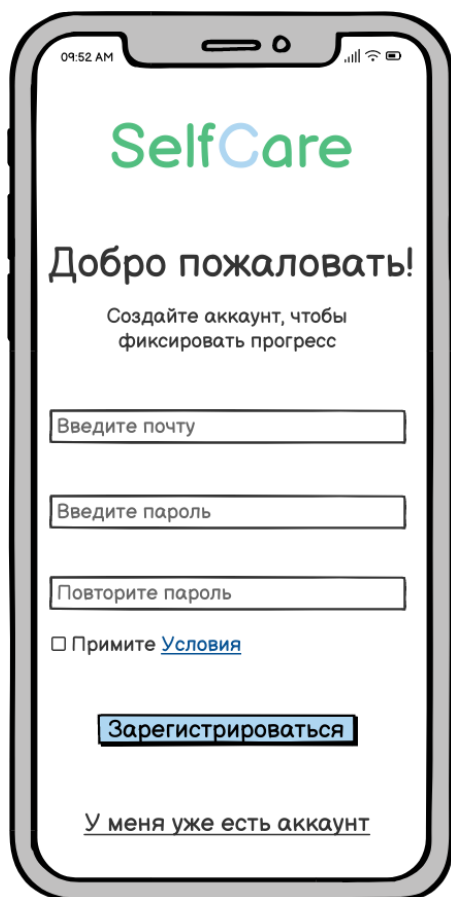 09:52 AM
SelfCare
Добро пожаловать!
Создайте аккаунт, чтобы
фиксировать прогресс
Введите почту
Введите пароль
Повторите пароль
Примите Условия
Зарегистрироваться
У меня уже есть аккаунт